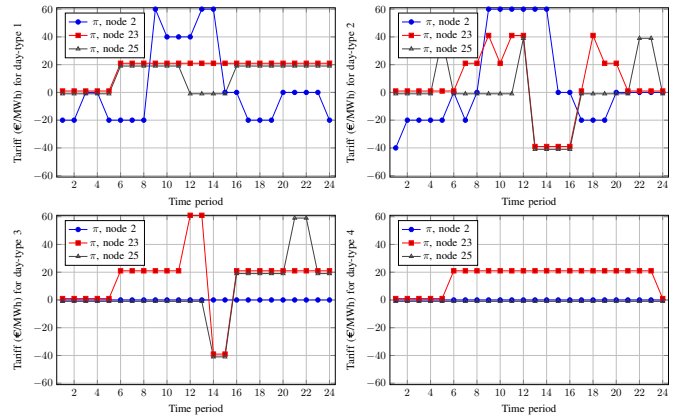 60
40
20
0
−20
−40
−60
2 4 6 8 10 12 14 16 18 20 22 24
Time period
Tariff (€/MWh) for day-type 1
π, node 2
π, node 23
π, node 25
60
40
20
0
−20
−40
−60
2 4 6 8 10 12 14 16 18 20 22 24
Time period
Tariff (€/MWh) for day-type 2
π, node 2
π, node 23
π, node 25
60
40
20
0
−20
−40
−60
2 4 6 8 10 12 14 16 18 20 22 24
Time period
Tariff (€/MWh) for day-type 3
π, node 2
π, node 23
π, node 25
60
40
20
0
−20
−40
−60
2 4 6 8 10 12 14 16 18 20 22 24
Time period
Tariff (€/MWh) for day-type 4
π, node 2
π, node 23
π, node 25